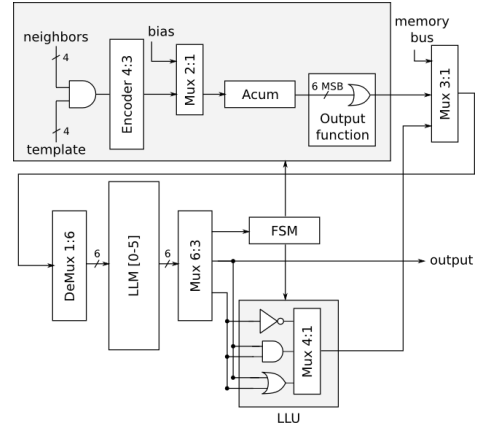 neighbors
4
template
4
Encoder 4:3
bias
Mux 2:1
Acum
6 MSB
Output
function
memory
bus
Mux 3:1
DeMux 1:6
6
LLM [0-5]
6
Mux 6:3
FSM
output
Mux 4:1
LLU